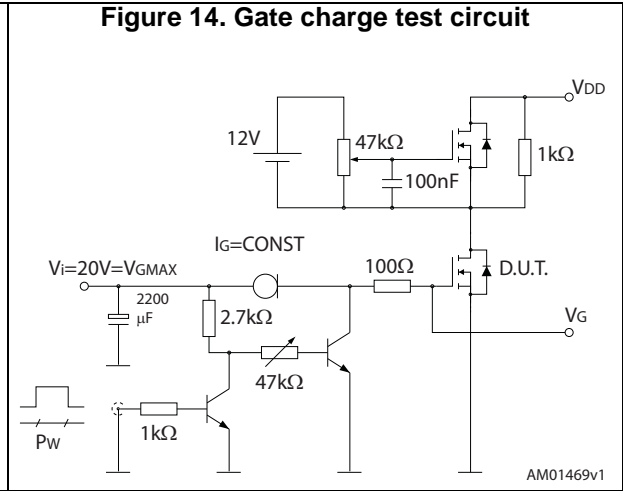 Figure 14. Gate charge test circuit
VDD
12V
47kΩ
1kΩ
100nF
IG=CONST
Vi=20V=VGMAX
100Ω
D.U.T.
2200
μF
2.7kΩ
VG
47kΩ
1kΩ
PW
AM01469v1